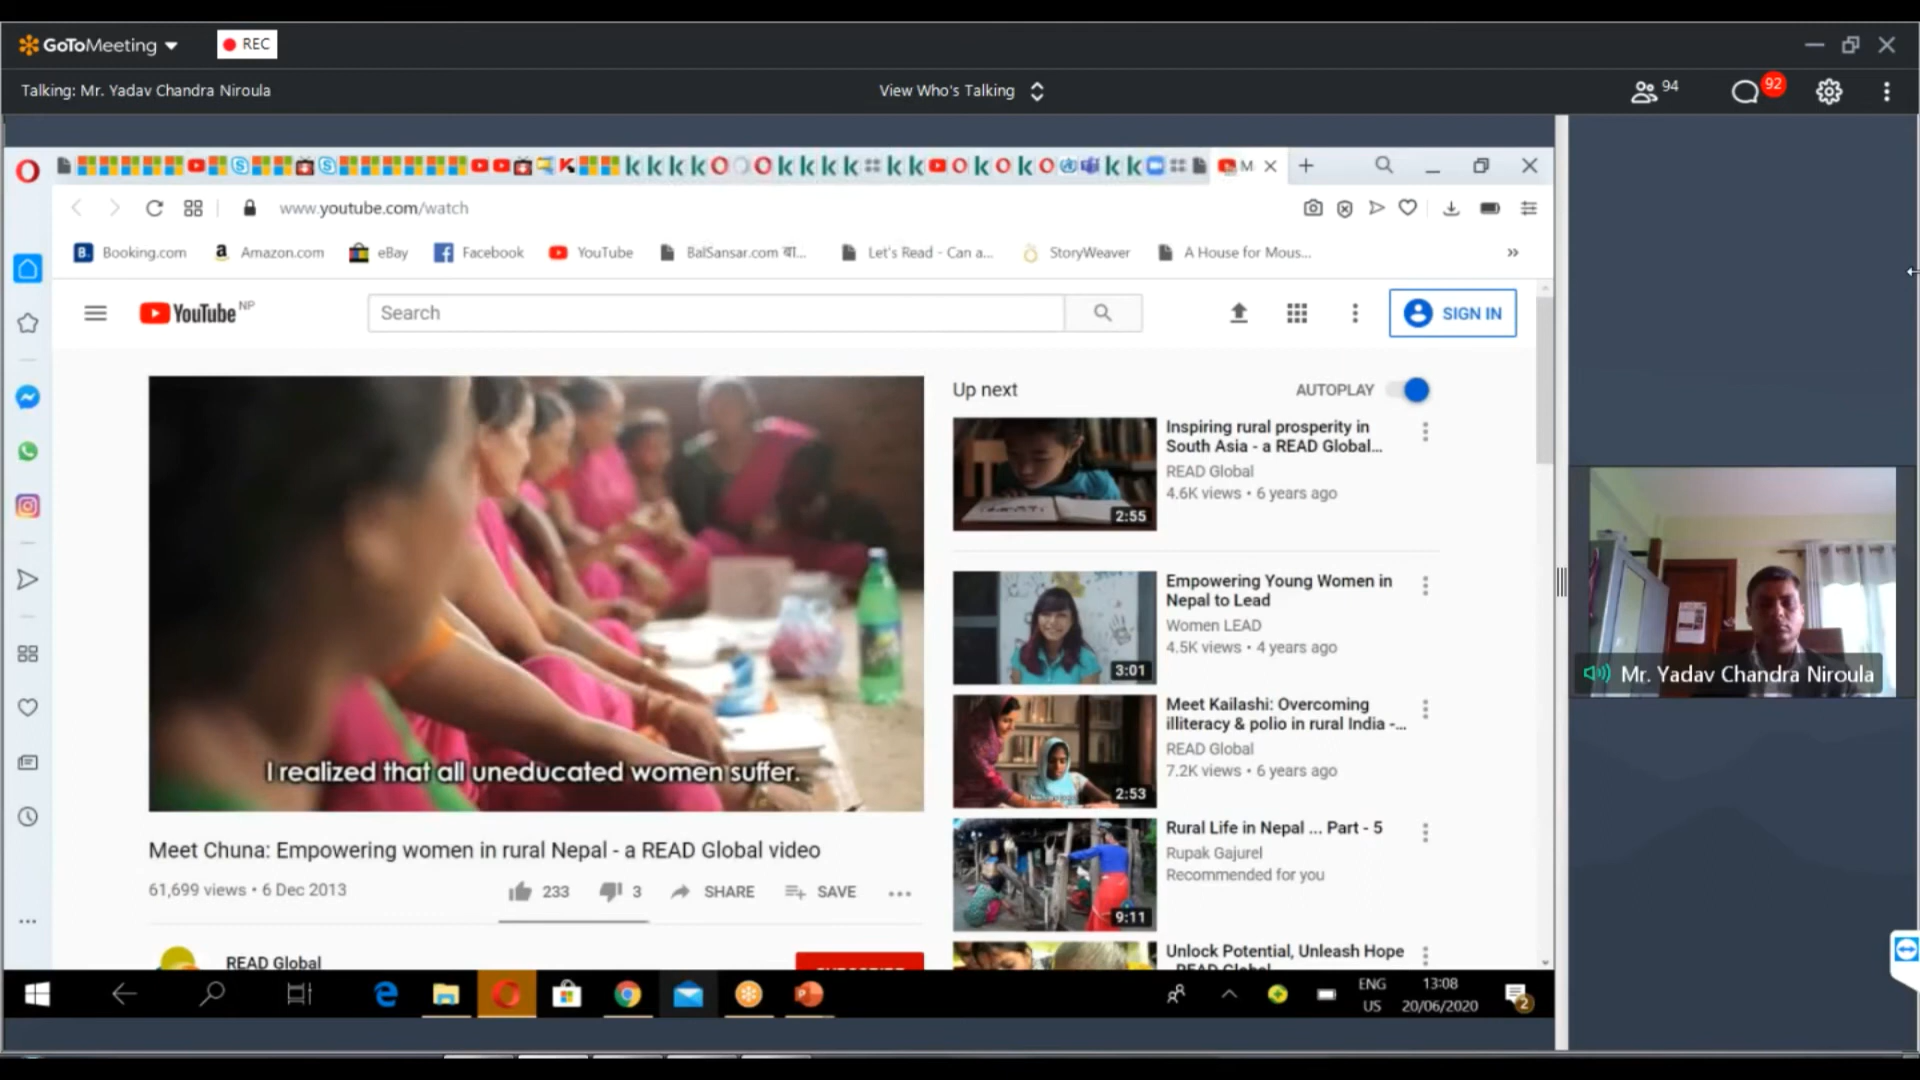 GoToMeeting
REC
Talking: Mr. Yadav Chandra Niroula
View Who's Talking
94
92
M
www.youtube.com/watch
Booking.com
Amazon.com
eBay
Facebook
YouTube
BalSansar.com बा...
Let's Read - Can a...
StoryWeaver
A House for Mous...
»
YouTube NP
Search
SIGN IN
I realized that all uneducated women suffer.
Meet Chuna: Empowering women in rural Nepal - a READ Global video
61,699 views • 6 Dec 2013
233
3
SHARE
SAVE
READ Global
Up next
AUTOPLAY
Inspiring rural prosperity in
South Asia - a READ Global...
READ Global
4.6K views • 6 years ago
2:55
Empowering Young Women in
Nepal to Lead
Women LEAD
4.5K views • 4 years ago
3:01
Meet Kailashi: Overcoming
illiteracy & polio in rural India -...
READ Global
7.2K views • 6 years ago
2:53
Rural Life in Nepal ... Part - 5
Rupak Gajurel
Recommended for you
9:11
Unlock Potential, Unleash Hope
- READ Global
Mr. Yadav Chandra Niroula
ENG
US
13:08
20/06/2020
2